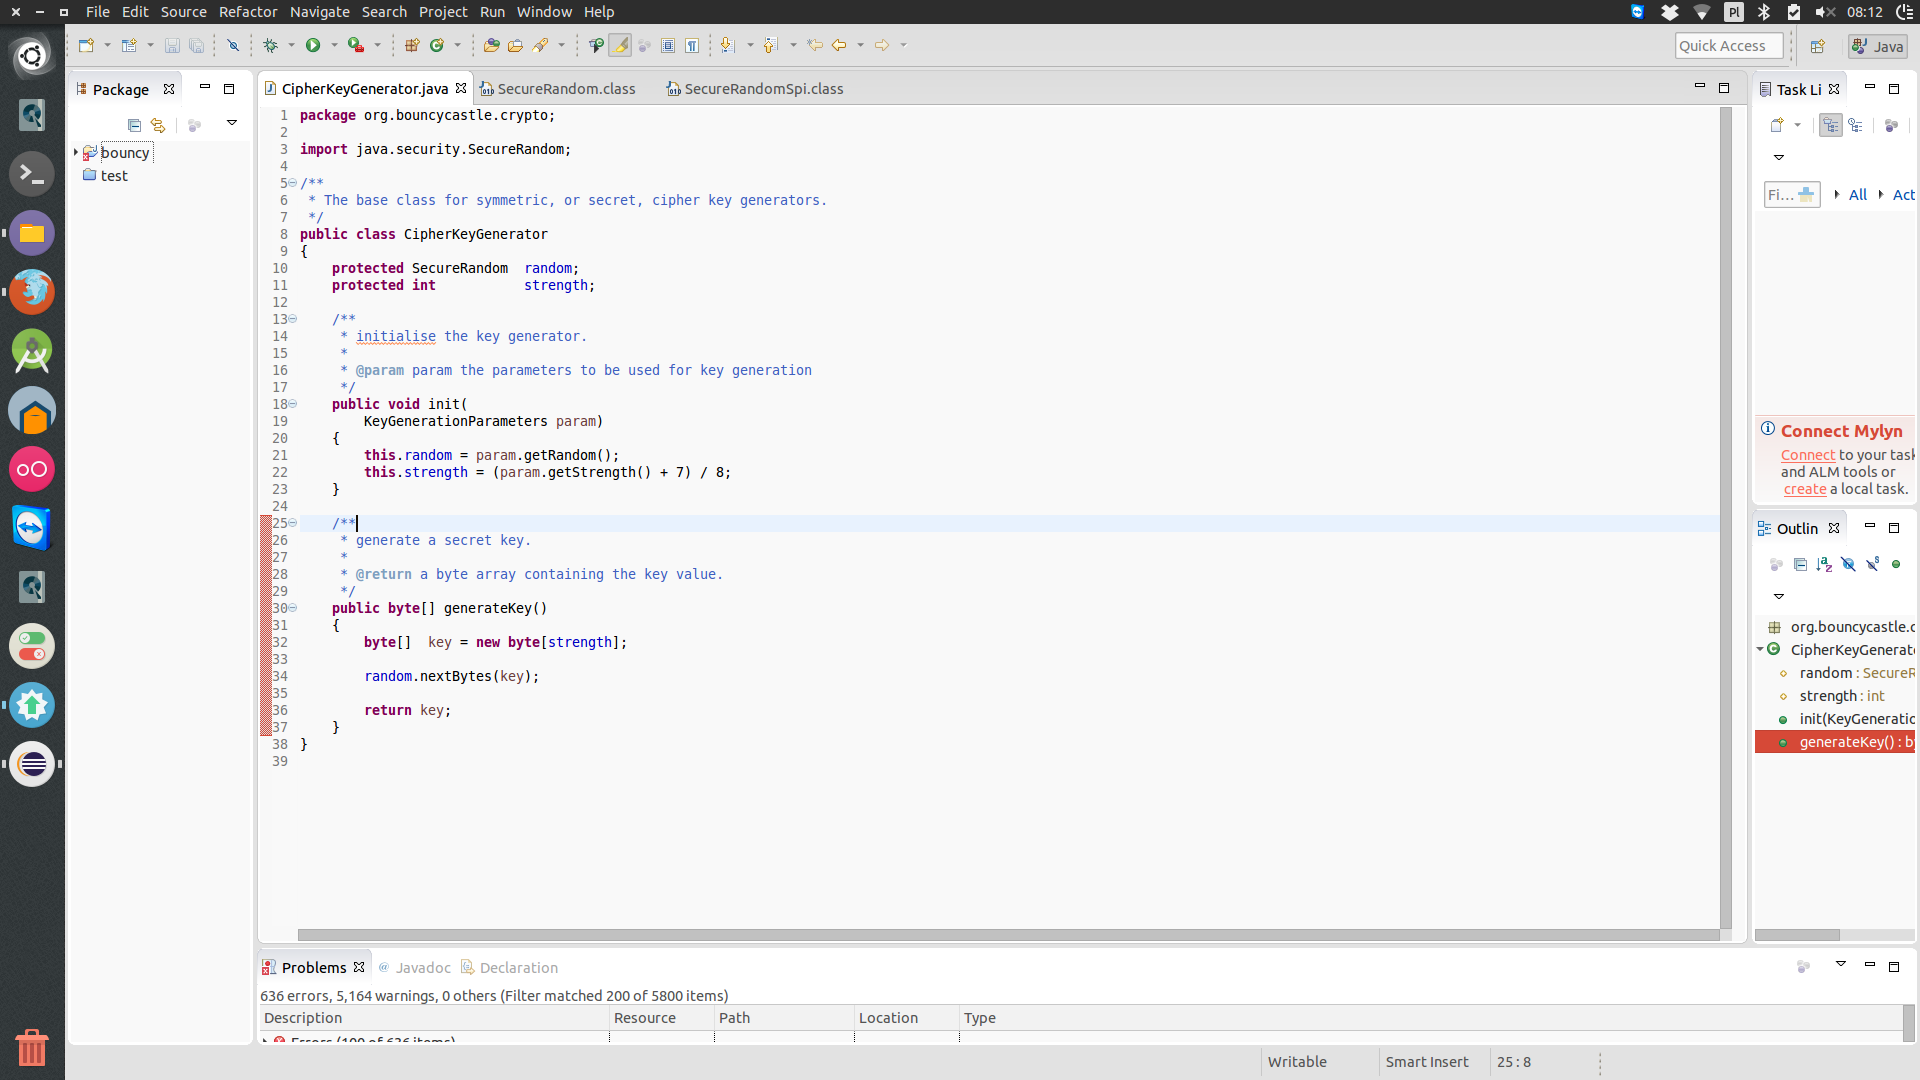 File Edit Source Refactor Navigate Search Project Run Window Help
Pl 08:12
Quick Access
Java
Package
bouncy
test
CipherKeyGenerator.java SecureRandom.class SecureRandomSpi.class
1 package org.bouncycastle.crypto;
2
3 import java.security.SecureRandom;
4
5 /**
6 * The base class for symmetric, or secret, cipher key generators.
7 */
8 public class CipherKeyGenerator
9 {
10 protected SecureRandom random;
11 protected int strength;
12
13 /**
14 * initialise the key generator.
15 *
16 * @param param the parameters to be used for key generation
17 */
18 public void init(
19 KeyGenerationParameters param)
20 {
21 this.random = param.getRandom();
22 this.strength = (param.getStrength() + 7) / 8;
23 }
24
25 /**
26 * generate a secret key.
27 *
28 * @return a byte array containing the key value.
29 */
30 public byte[] generateKey()
31 {
32 byte[] key = new byte[strength];
33
34 random.nextBytes(key);
35
36 return key;
37 }
38 }
39
Task Li
Fi... All Act
Connect Mylyn
Connect to your task
and ALM tools or
create a local task.
Outlin
org.bouncycastle.c
CipherKeyGenerato
random : SecureR
strength : int
init(KeyGeneratio
generateKey() : by
Problems @ Javadoc Declaration
636 errors, 5,164 warnings, 0 others (Filter matched 200 of 5800 items)
Description Resource Path Location Type
Errors (100 of 636 items)
Writable Smart Insert 25 : 8